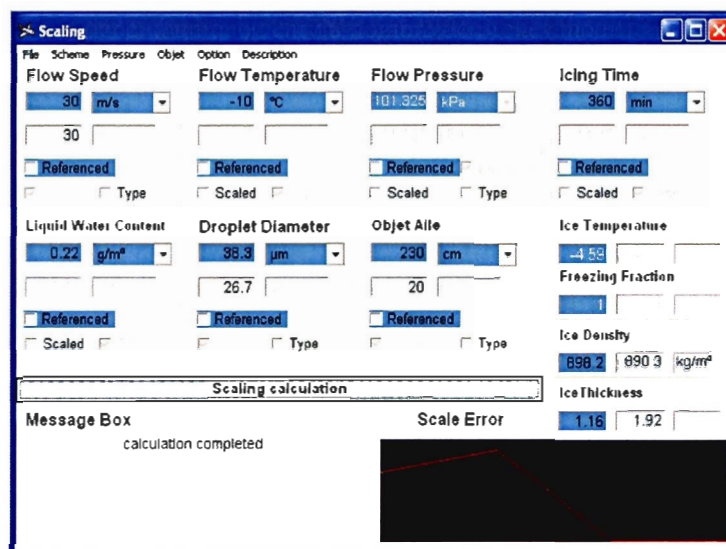 Scaling
File Scheme Pressure Objet Option Description
Flow Speed Flow Temperature Flow Pressure Icing Time
30 m/s -10 °C 101.325 kPa 360 min
30
Referenced Referenced Referenced Referenced
Type Scaled Scaled Type Scaled
Liquid Water Content Droplet Diameter Objet Aile Ice Temperature
0.22 g/m³ 38.3 µm 230 cm -4.59
Freezing Fraction
26.7 20
1
Referenced Referenced Referenced
Scaled Type Type
Ice Density
898.2 890.3 kg/m³
Scaling calculation
Ice Thickness
Message Box Scale Error
1.16 1.92
calculation completed